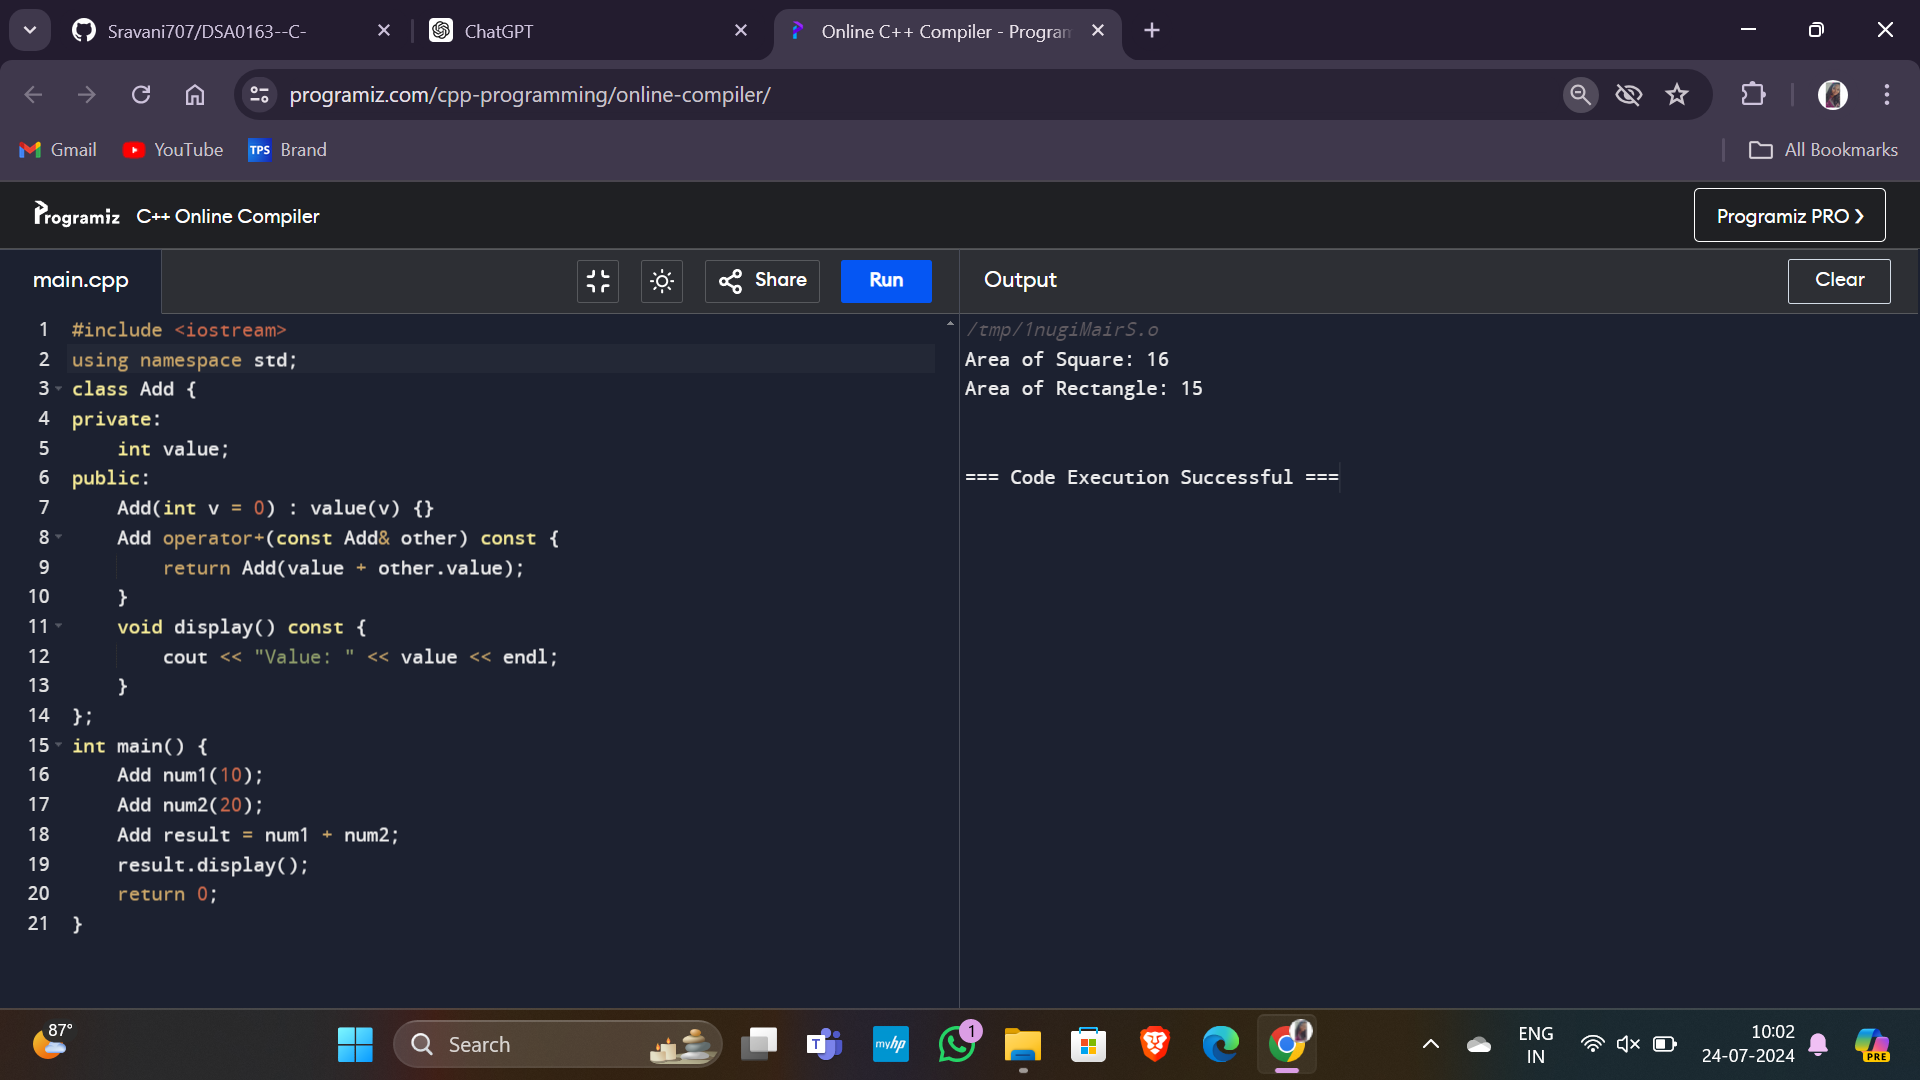 Sravani707/DSA0163--C-
ChatGPT
Online C++ Compiler - Program
programiz.com/cpp-programming/online-compiler/
Gmail
YouTube
TPS
Brand
All Bookmarks
Programiz
C++ Online Compiler
Programiz PRO ❯
main.cpp
Share
Run
Output
Clear
1 #include <iostream>
2 using namespace std;
3 class Add {
4 private:
5     int value;
6 public:
7     Add(int v = 0) : value(v) {}
8     Add operator+(const Add& other) const {
9         return Add(value + other.value);
10     }
11     void display() const {
12         cout << "Value: " << value << endl;
13     }
14 };
15 int main() {
16     Add num1(10);
17     Add num2(20);
18     Add result = num1 + num2;
19     result.display();
20     return 0;
21 }
/tmp/1nugiMairS.o
Area of Square: 16
Area of Rectangle: 15
=== Code Execution Successful ===
87°
Search
T
myhp
1
ENG
IN
10:02
24-07-2024
PRE